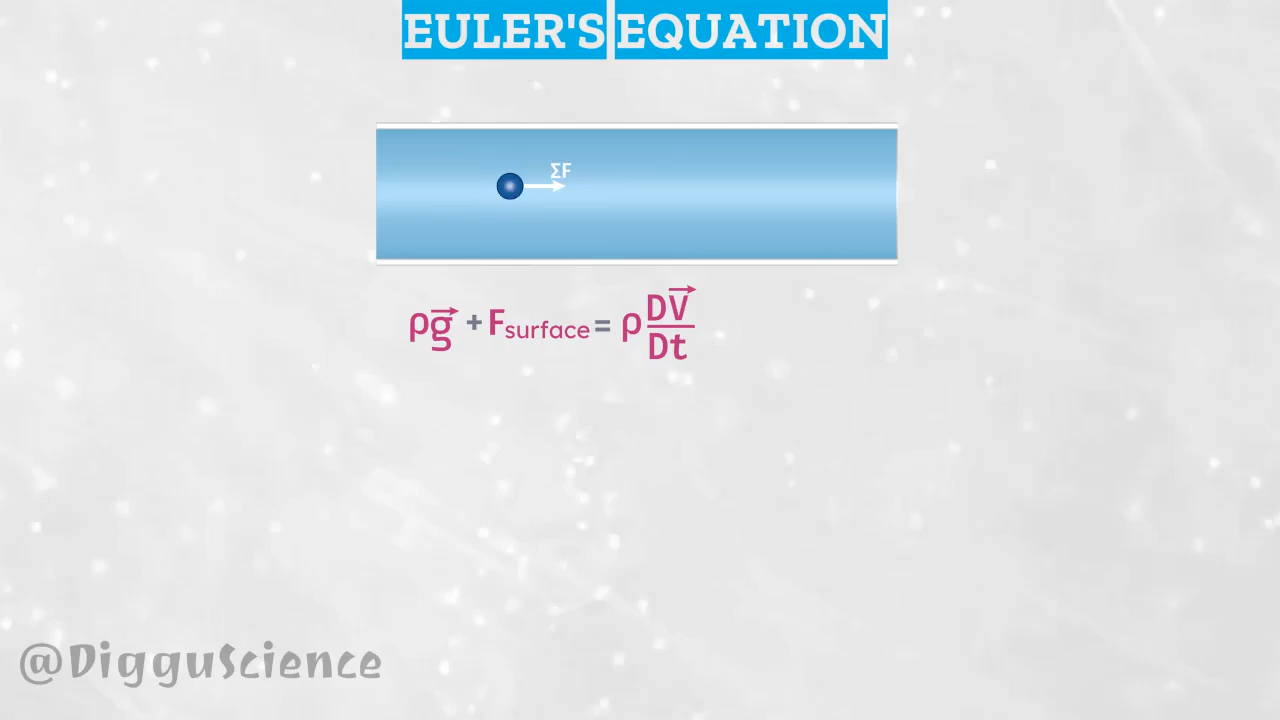 EULER'S EQUATION
ΣF
ρg⃗ + Fsurface = ρ DV⃗/Dt
@DigguScience